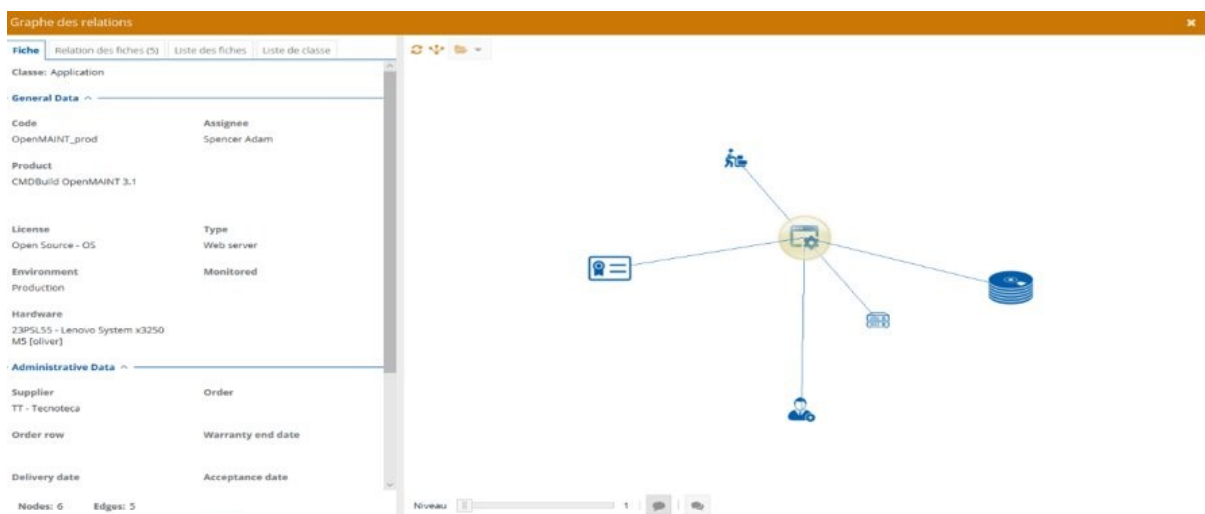 Graphe des relations
Fiche Relation des fiches (5) Liste des fiches Liste de classe
Classe: Application
General Data
Code Assignee
OpenMAINT_prod Spencer Adam
Product
CMDBuild OpenMAINT 3.1
License Type
Open Source - OS Web server
Environment Monitored
Production
Hardware
23PSL55 - Lenovo System x3250
M5 [oliver]
Administrative Data
Supplier Order
TT - Tecnoteca
Order row Warranty end date
Delivery date Acceptance date
Nodes: 6 Edges: 5 Niveau 1